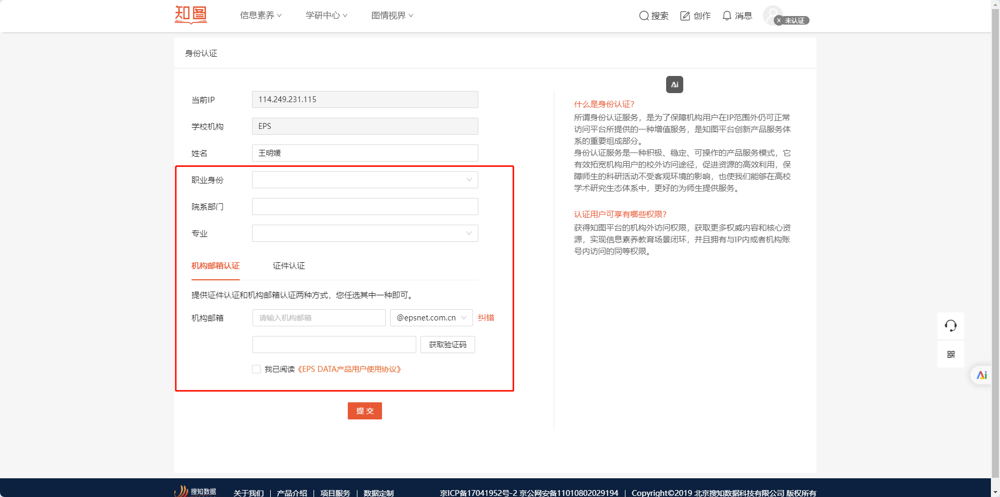 知图
信息素养
学研中心
图情视界
搜索
创作
消息
未认证
身份认证
当前IP
114.249.231.115
学校机构
EPS
姓名
王明媛
职业身份
院系部门
专业
机构邮箱认证
证件认证
提供证件认证和机构邮箱认证两种方式，您任选其中一种即可。
机构邮箱
请输入机构邮箱
@epsnet.com.cn
纠错
获取验证码
我已阅读《EPS DATA产品用户使用协议》
提 交
Ai
什么是身份认证?
所谓身份认证服务，是为了保障机构用户在IP范围外仍可正常
访问平台所提供的一种增值服务，是知图平台创新产品服务体
系的重要组成部分。
身份认证服务是一种积极、稳定、可操作的产品服务模式，它
有效拓宽机构用户的校外访问途径，促进资源的高效利用，保
障师生的科研活动不受客观环境的影响，也使我们能够在高校
学术研究生态体系中，更好的为师生提供服务。
认证用户可享有哪些权限?
获得知图平台的机构外访问权限，获取更多权威内容和核心资
源，实现信息素养教育场景闭环，并且拥有与IP内或者机构账
号内访问的同等权限。
Ai
搜知数据
关于我们 | 产品介绍 | 项目服务 | 数据定制
京ICP备17041952号-2 京公网安备11010802029194 | Copyright©2019 北京搜知数据科技有限公司 版权所有